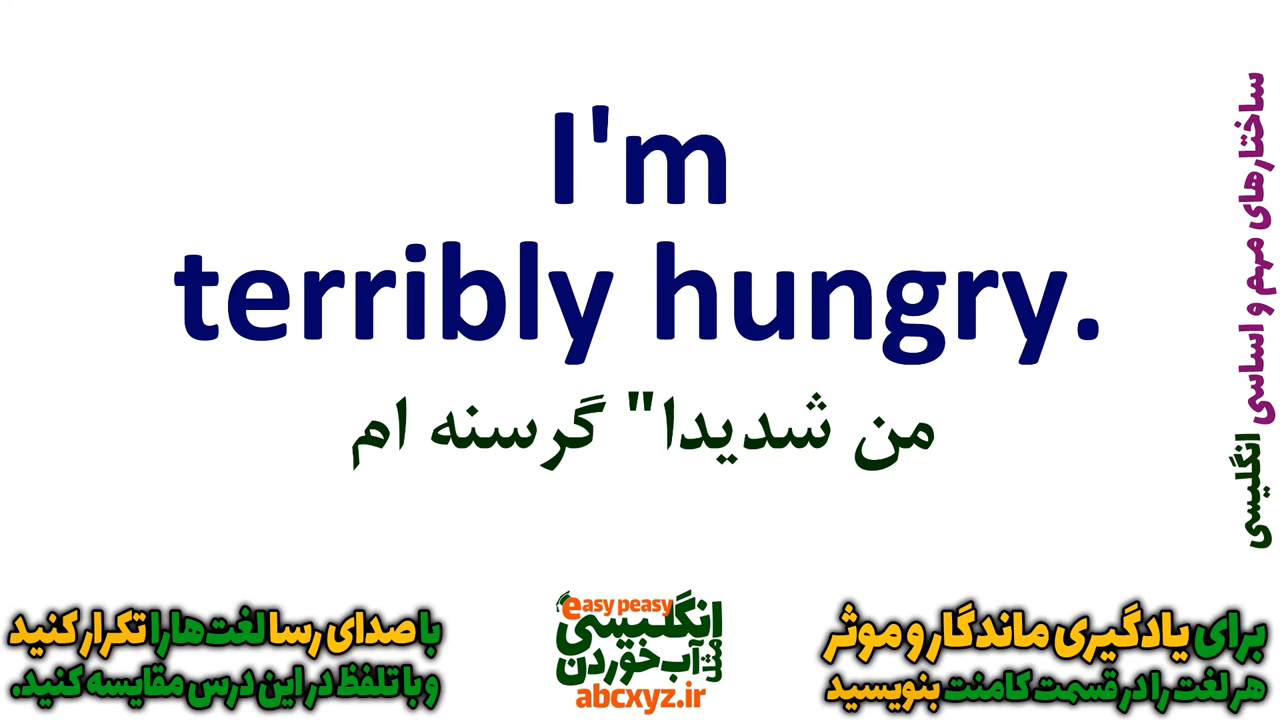 I'm
terribly hungry.
من شدیدا" گرسنه ام
ساختارهای مهم و اساسی انگلیسی
برای یادگیری ماندگار و موثر
هر لغت را در قسمت کامنت بنویسید
easy peasy
انگلیسی
مثل آب خوردن
abcxyz.ir
با صدای رسا لغت‌ها را تکرار کنید
و با تلفظ در این درس مقایسه کنید.